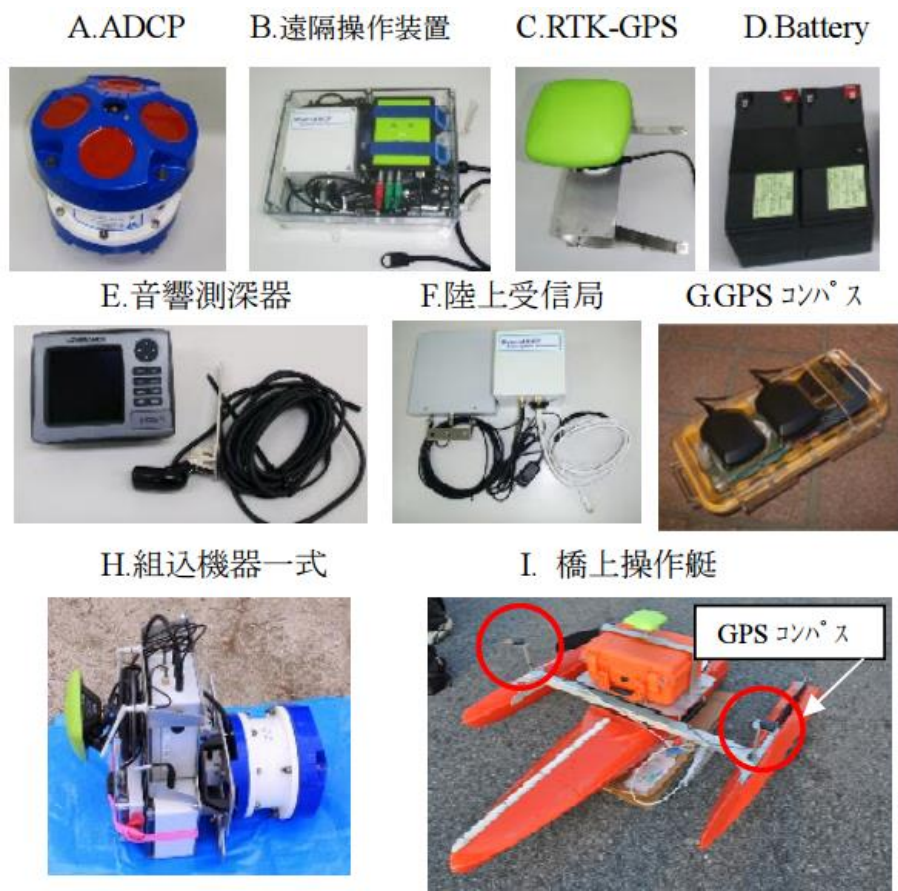 A.ADCP
B.遠隔操作装置
C.RTK-GPS
D.Battery
E.音響測深器
F.陸上受信局
G.GPS ｺﾝﾊﾟｽ
H.組込機器一式
I. 橋上操作艇
GPS ｺﾝﾊﾟｽ